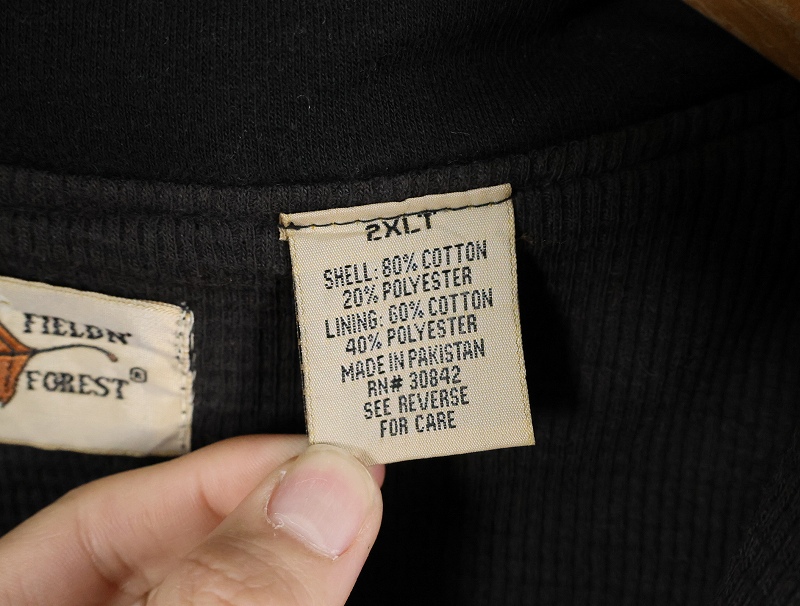 FIELD N'
FOREST®
2XLT
SHELL: 80% COTTON
20% POLYESTER
LINING: 60% COTTON
40% POLYESTER
MADE IN PAKISTAN
RN# 30842
SEE REVERSE
FOR CARE